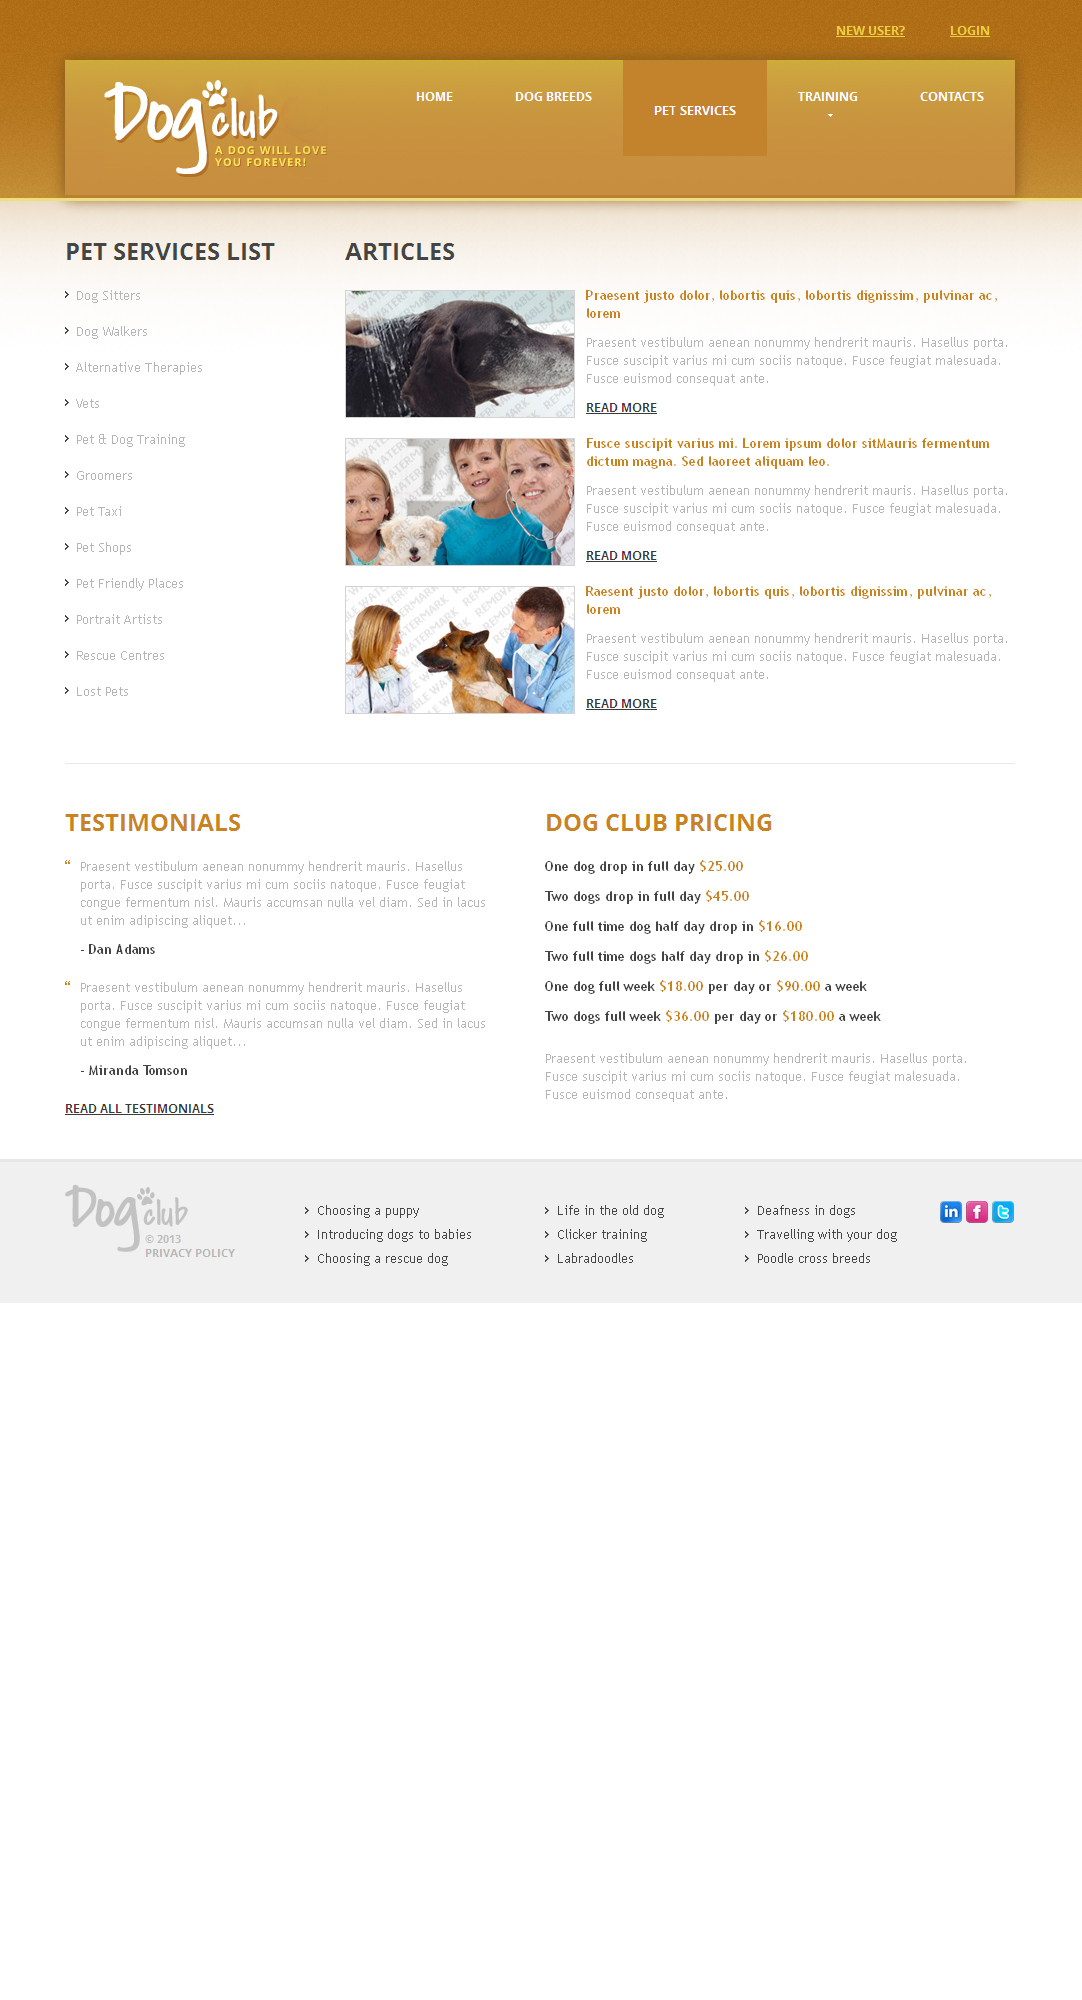 NEW USER? LOGIN
Dog club
A DOG WILL LOVE
YOU FOREVER!
HOME DOG BREEDS PET SERVICES TRAINING CONTACTS
PET SERVICES LIST
Dog Sitters
Dog Walkers
Alternative Therapies
Vets
Pet & Dog Training
Groomers
Pet Taxi
Pet Shops
Pet Friendly Places
Portrait Artists
Rescue Centres
Lost Pets
ARTICLES
Praesent justo dolor, lobortis quis, lobortis dignissim, pulvinar ac,
lorem
Praesent vestibulum aenean nonummy hendrerit mauris. Hasellus porta.
Fusce suscipit varius mi cum sociis natoque. Fusce feugiat malesuada.
Fusce euismod consequat ante.
READ MORE
Fusce suscipit varius mi. Lorem ipsum dolor sitMauris fermentum
dictum magna. Sed laoreet aliquam leo.
Praesent vestibulum aenean nonummy hendrerit mauris. Hasellus porta.
Fusce suscipit varius mi cum sociis natoque. Fusce feugiat malesuada.
Fusce euismod consequat ante.
READ MORE
Raesent justo dolor, lobortis quis, lobortis dignissim, pulvinar ac,
lorem
Praesent vestibulum aenean nonummy hendrerit mauris. Hasellus porta.
Fusce suscipit varius mi cum sociis natoque. Fusce feugiat malesuada.
Fusce euismod consequat ante.
READ MORE
TESTIMONIALS
“ Praesent vestibulum aenean nonummy hendrerit mauris. Hasellus
porta. Fusce suscipit varius mi cum sociis natoque. Fusce feugiat
congue fermentum nisl. Mauris accumsan nulla vel diam. Sed in lacus
ut enim adipiscing aliquet...
- Dan Adams
“ Praesent vestibulum aenean nonummy hendrerit mauris. Hasellus
porta. Fusce suscipit varius mi cum sociis natoque. Fusce feugiat
congue fermentum nisl. Mauris accumsan nulla vel diam. Sed in lacus
ut enim adipiscing aliquet...
- Miranda Tomson
READ ALL TESTIMONIALS
DOG CLUB PRICING
One dog drop in full day $25.00
Two dogs drop in full day $45.00
One full time dog half day drop in $16.00
Two full time dogs half day drop in $26.00
One dog full week $18.00 per day or $90.00 a week
Two dogs full week $36.00 per day or $180.00 a week
Praesent vestibulum aenean nonummy hendrerit mauris. Hasellus porta.
Fusce suscipit varius mi cum sociis natoque. Fusce feugiat malesuada.
Fusce euismod consequat ante.
Dog club
© 2013
PRIVACY POLICY
Choosing a puppy
Introducing dogs to babies
Choosing a rescue dog
Life in the old dog
Clicker training
Labradoodles
Deafness in dogs
Travelling with your dog
Poodle cross breeds